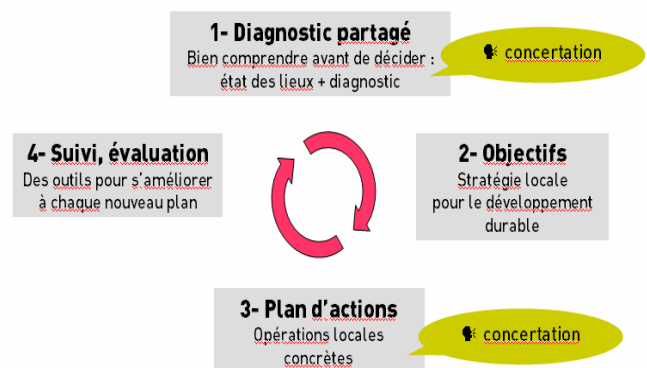 1- Diagnostic partagé
Bien comprendre avant de décider :
état des lieux + diagnostic
concertation
4- Suivi, évaluation
Des outils pour s'améliorer
à chaque nouveau plan
2- Objectifs
Stratégie locale
pour le développement
durable
3- Plan d'actions
Opérations locales
concrètes
concertation